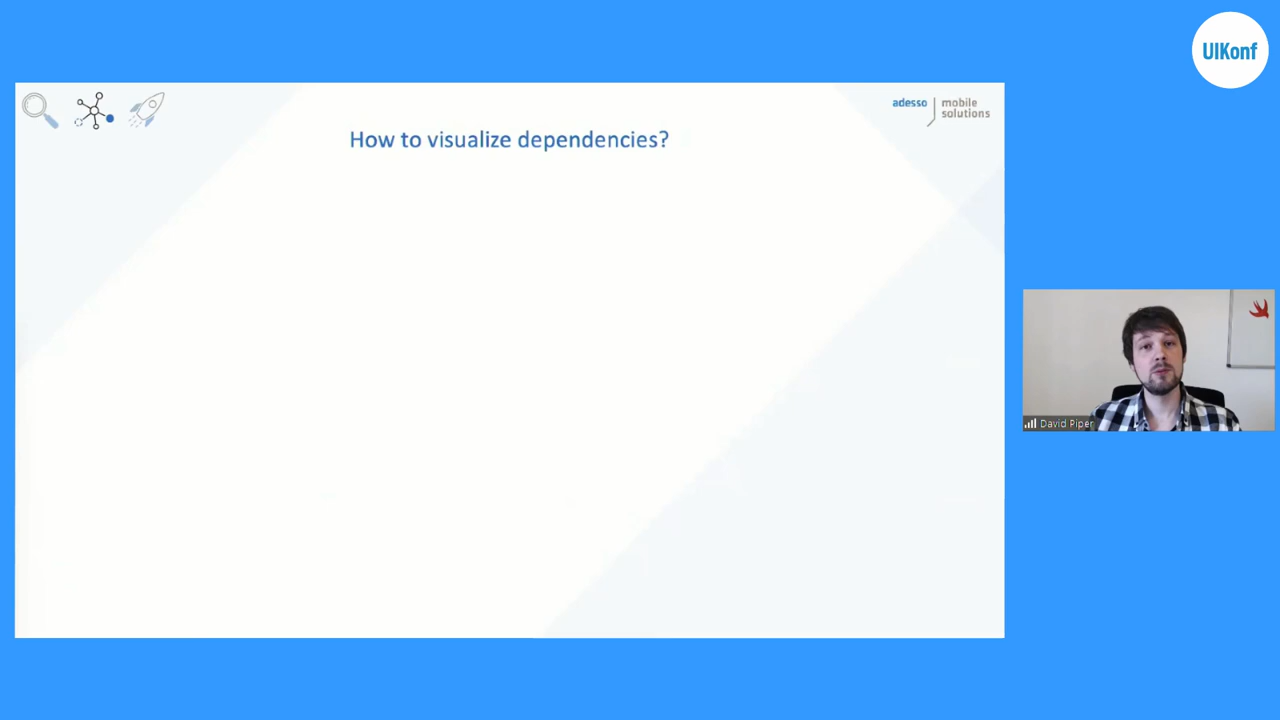 UIKonf
adesso
mobile
solutions
How to visualize dependencies?
David Piper